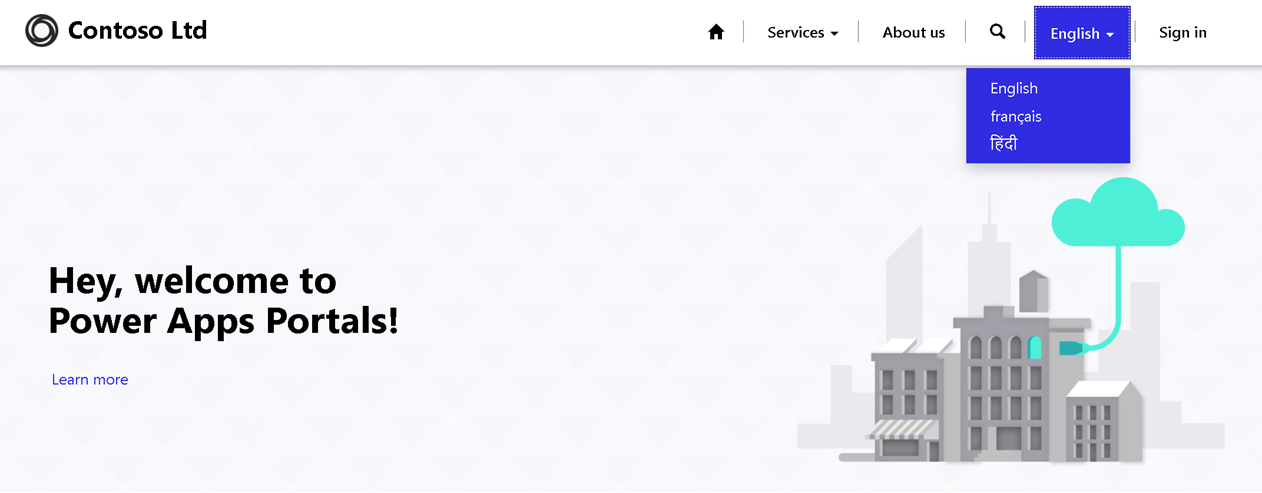 Contoso Ltd
Services
About us
English
Sign in
English
français
हिंदी
Hey, welcome to
Power Apps Portals!
Learn more